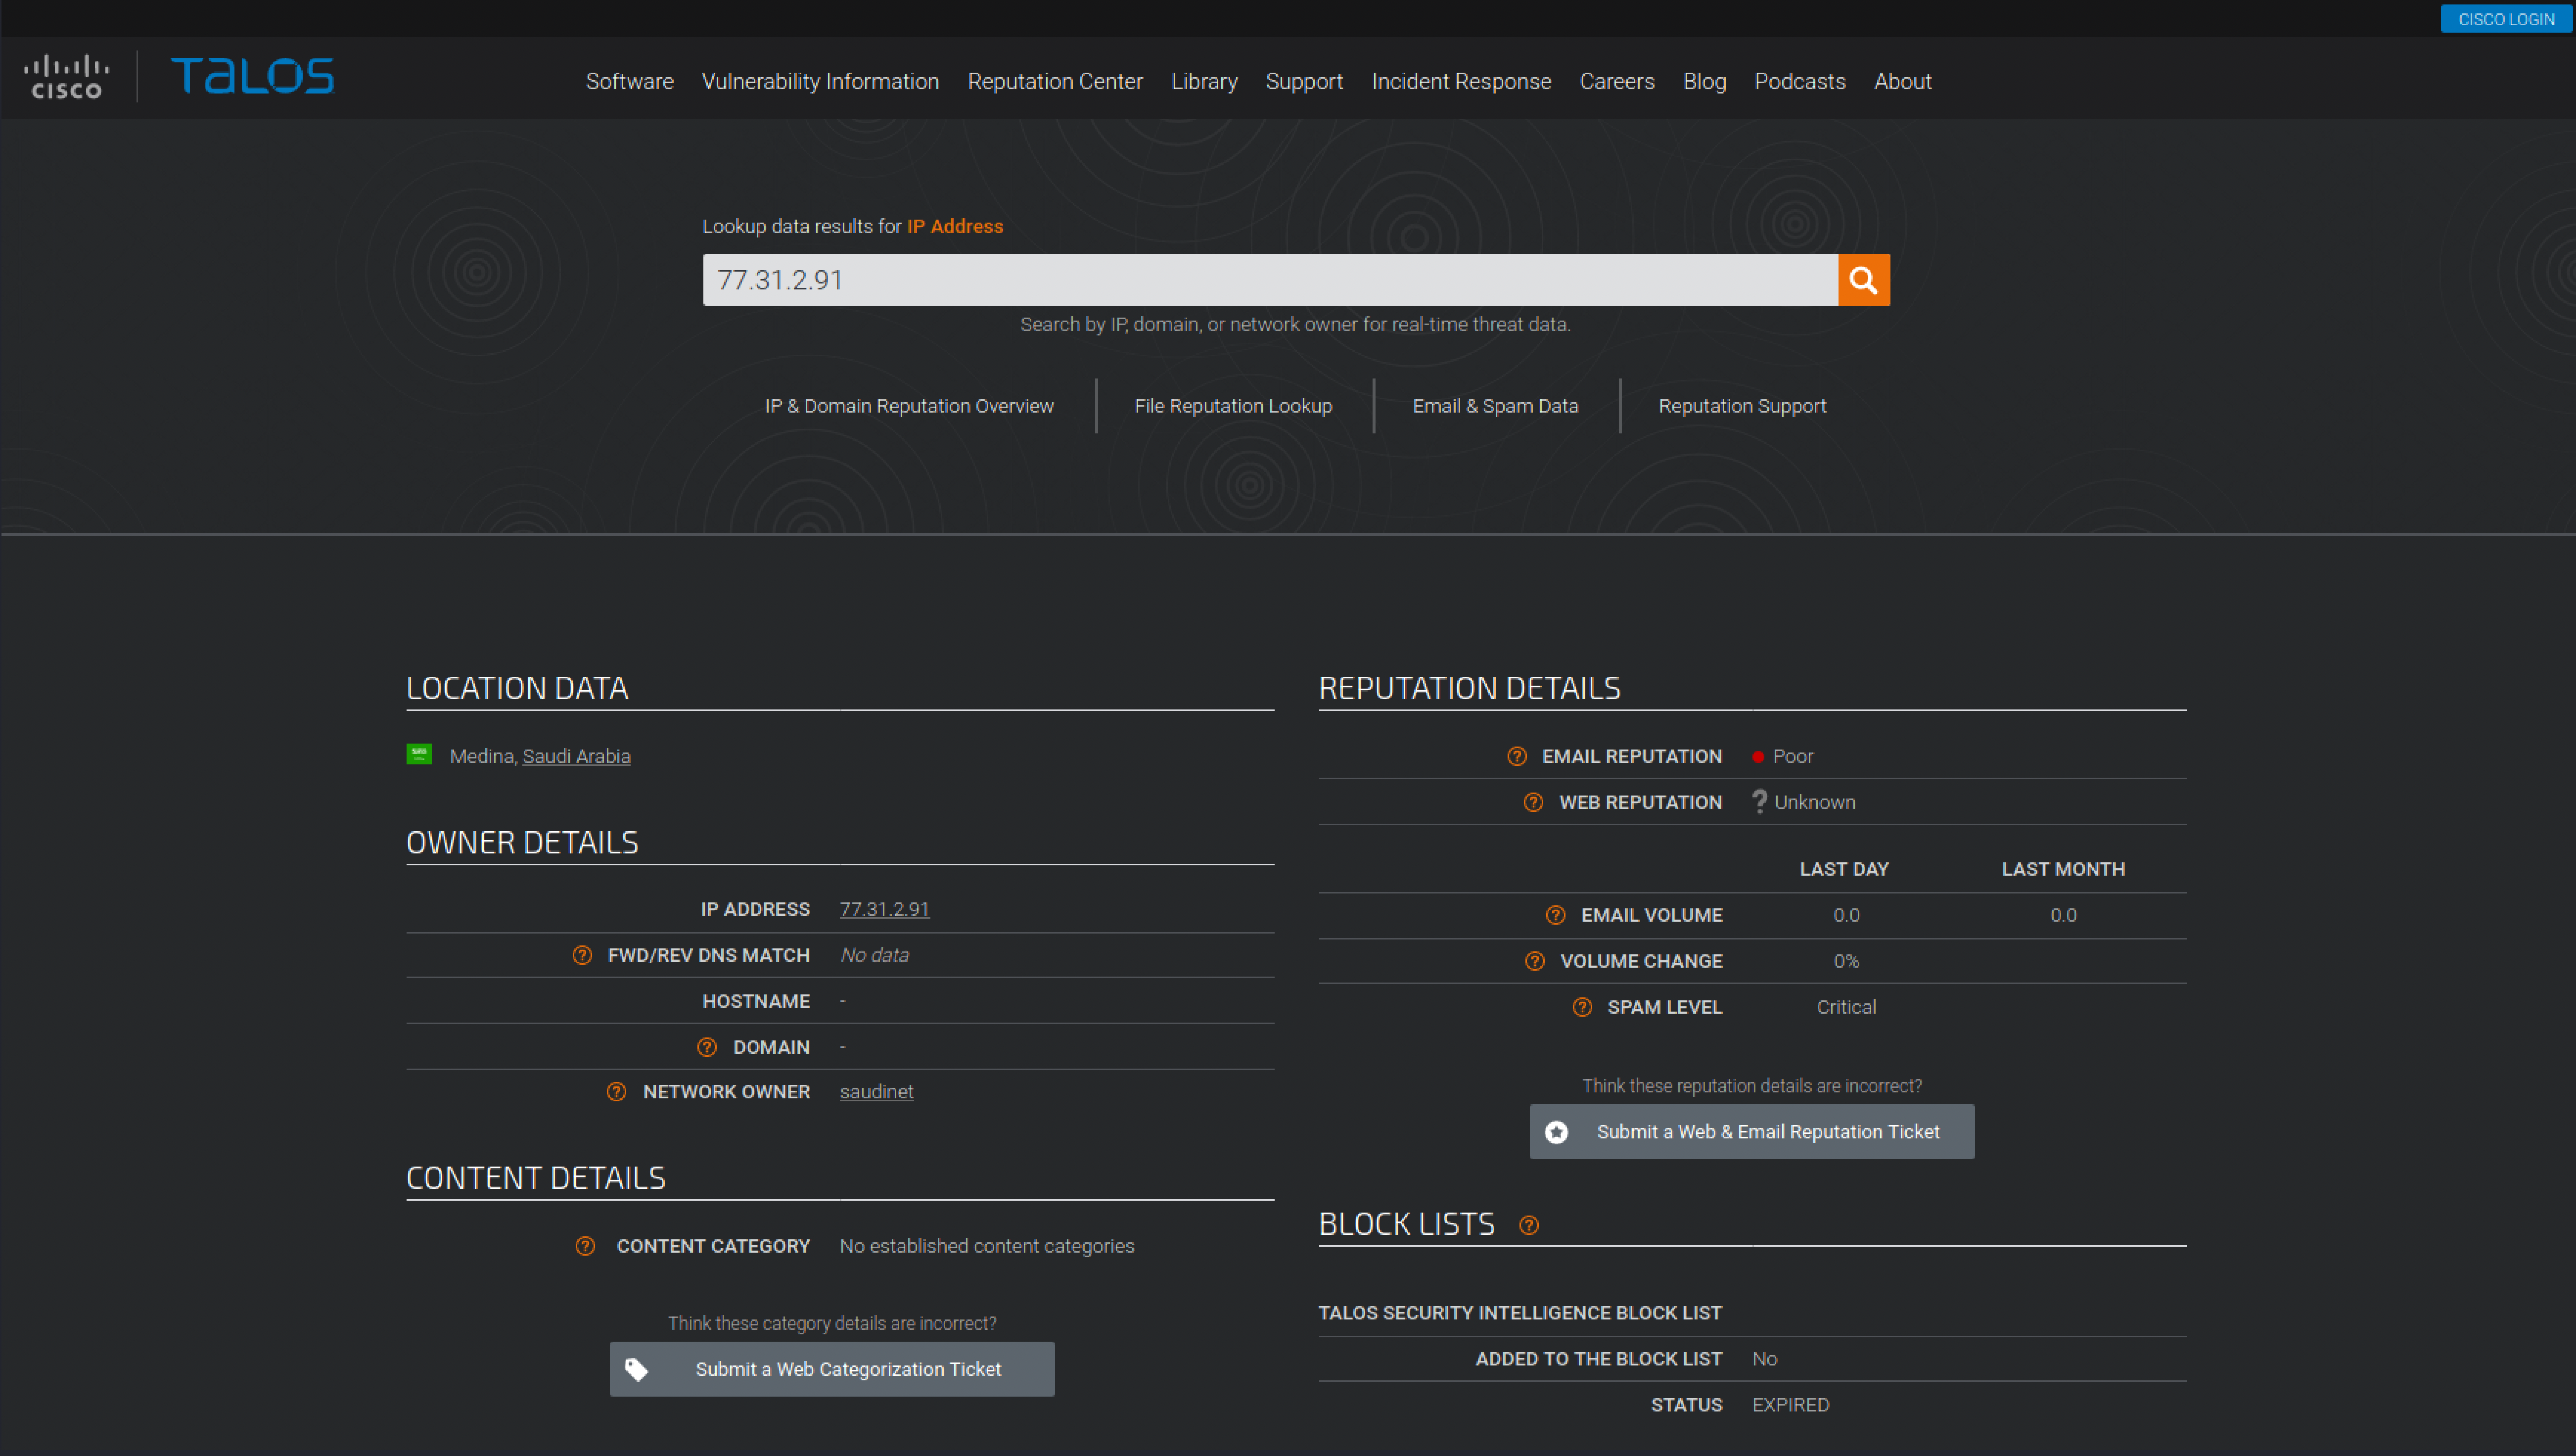 CISCO LOGIN
CISCO
TALOS
Software Vulnerability Information Reputation Center Library Support Incident Response Careers Blog Podcasts About
Lookup data results for IP Address
77.31.2.91
Search by IP, domain, or network owner for real-time threat data.
IP & Domain Reputation Overview File Reputation Lookup Email & Spam Data Reputation Support
LOCATION DATA
Medina, Saudi Arabia
OWNER DETAILS
IP ADDRESS 77.31.2.91
FWD/REV DNS MATCH No data
HOSTNAME -
DOMAIN -
NETWORK OWNER saudinet
CONTENT DETAILS
CONTENT CATEGORY No established content categories
Think these category details are incorrect?
Submit a Web Categorization Ticket
REPUTATION DETAILS
EMAIL REPUTATION Poor
WEB REPUTATION ? Unknown
LAST DAY LAST MONTH
EMAIL VOLUME 0.0 0.0
VOLUME CHANGE 0%
SPAM LEVEL Critical
Think these reputation details are incorrect?
Submit a Web & Email Reputation Ticket
BLOCK LISTS
TALOS SECURITY INTELLIGENCE BLOCK LIST
ADDED TO THE BLOCK LIST No
STATUS EXPIRED